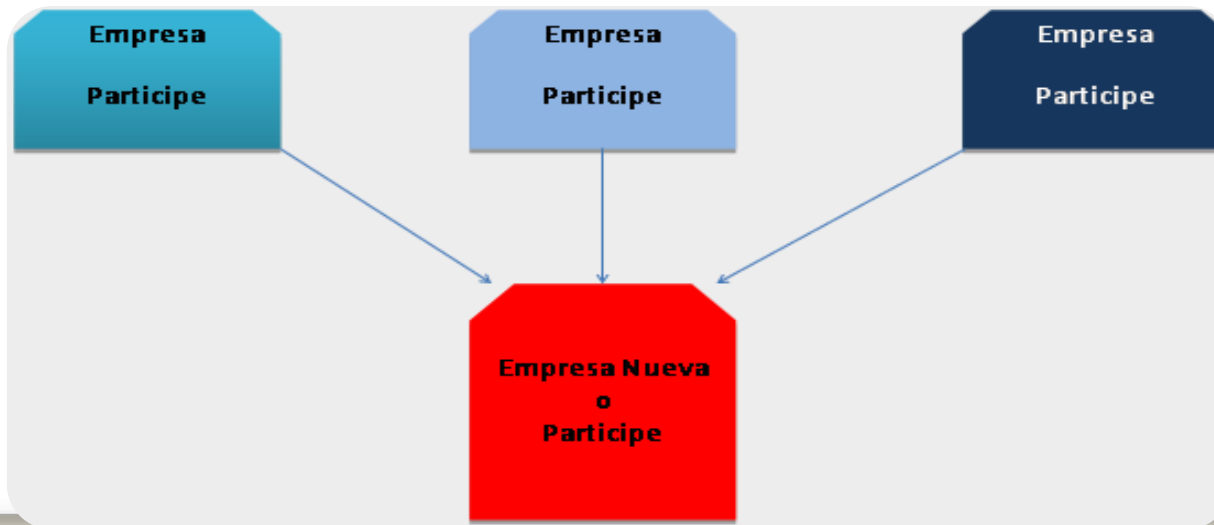 Empresa
Participe
Empresa
Participe
Empresa
Participe
Empresa Nueva
o
Participe